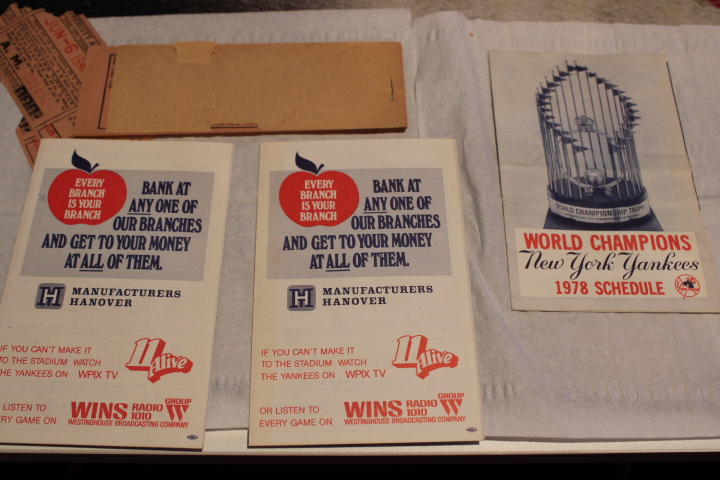 JUN-6
A. M.
EVERY
BRANCH
IS YOUR
BRANCH
BANK AT
ANY ONE OF
OUR BRANCHES
AND GET TO YOUR MONEY
AT ALL OF THEM.
MANUFACTURERS
HANOVER
IF YOU CAN'T MAKE IT
TO THE STADIUM WATCH
THE YANKEES ON WPIX TV
11 Alive
LISTEN TO
EVERY GAME ON
WINS RADIO 1010
GROUP W
WESTINGHOUSE BROADCASTING COMPANY
EVERY
BRANCH
IS YOUR
BRANCH
BANK AT
ANY ONE OF
OUR BRANCHES
AND GET TO YOUR MONEY
AT ALL OF THEM.
MANUFACTURERS
HANOVER
IF YOU CAN'T MAKE IT
TO THE STADIUM WATCH
THE YANKEES ON WPIX TV
11 Alive
OR LISTEN TO
EVERY GAME ON
WINS RADIO 1010
GROUP W
WESTINGHOUSE BROADCASTING COMPANY
WORLD CHAMPIONSHIP TROPHY
WORLD CHAMPIONS
New York Yankees
1978 SCHEDULE